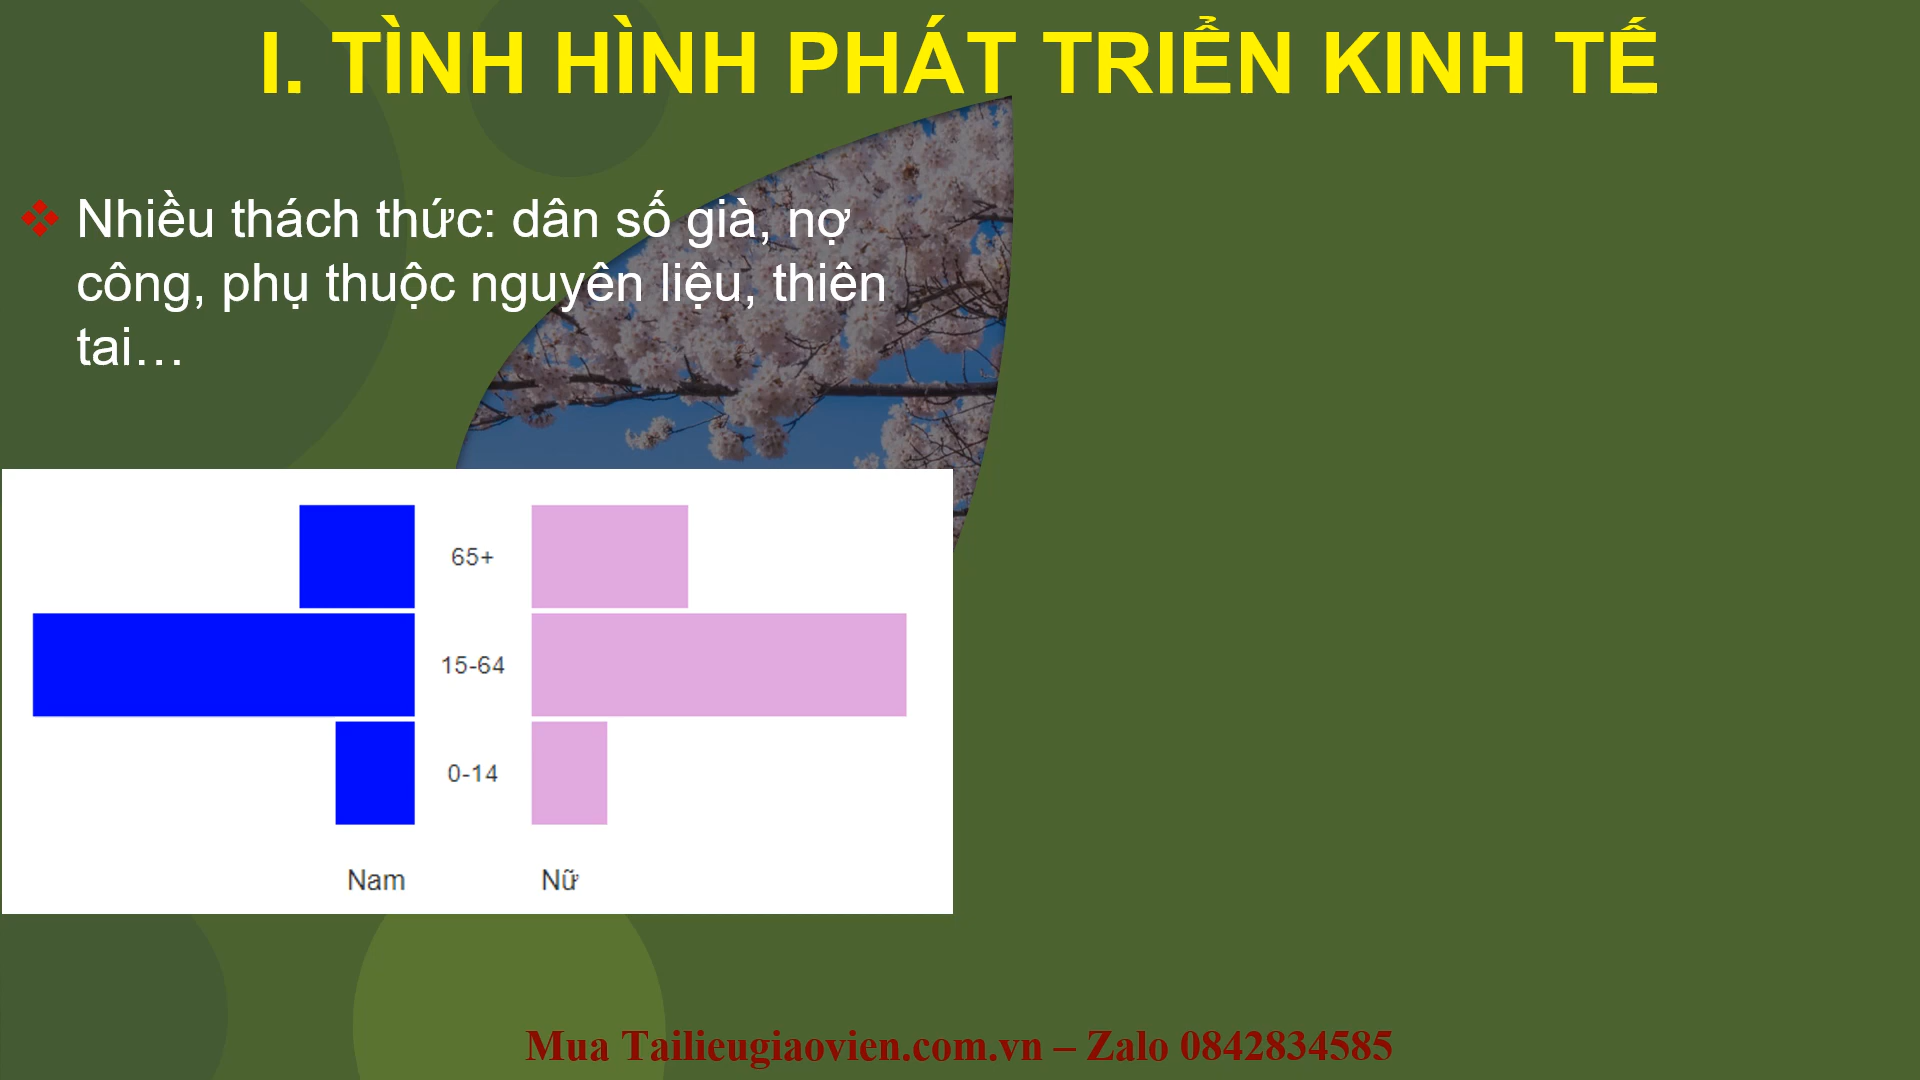 I. TÌNH HÌNH PHÁT TRIỂN KINH TẾ
Nhiều thách thức: dân số già, nợ
công, phụ thuộc nguyên liệu, thiên
tai…
65+
15-64
0-14
Nam
Nữ
Mua Tailieugiaovien.com.vn – Zalo 0842834585